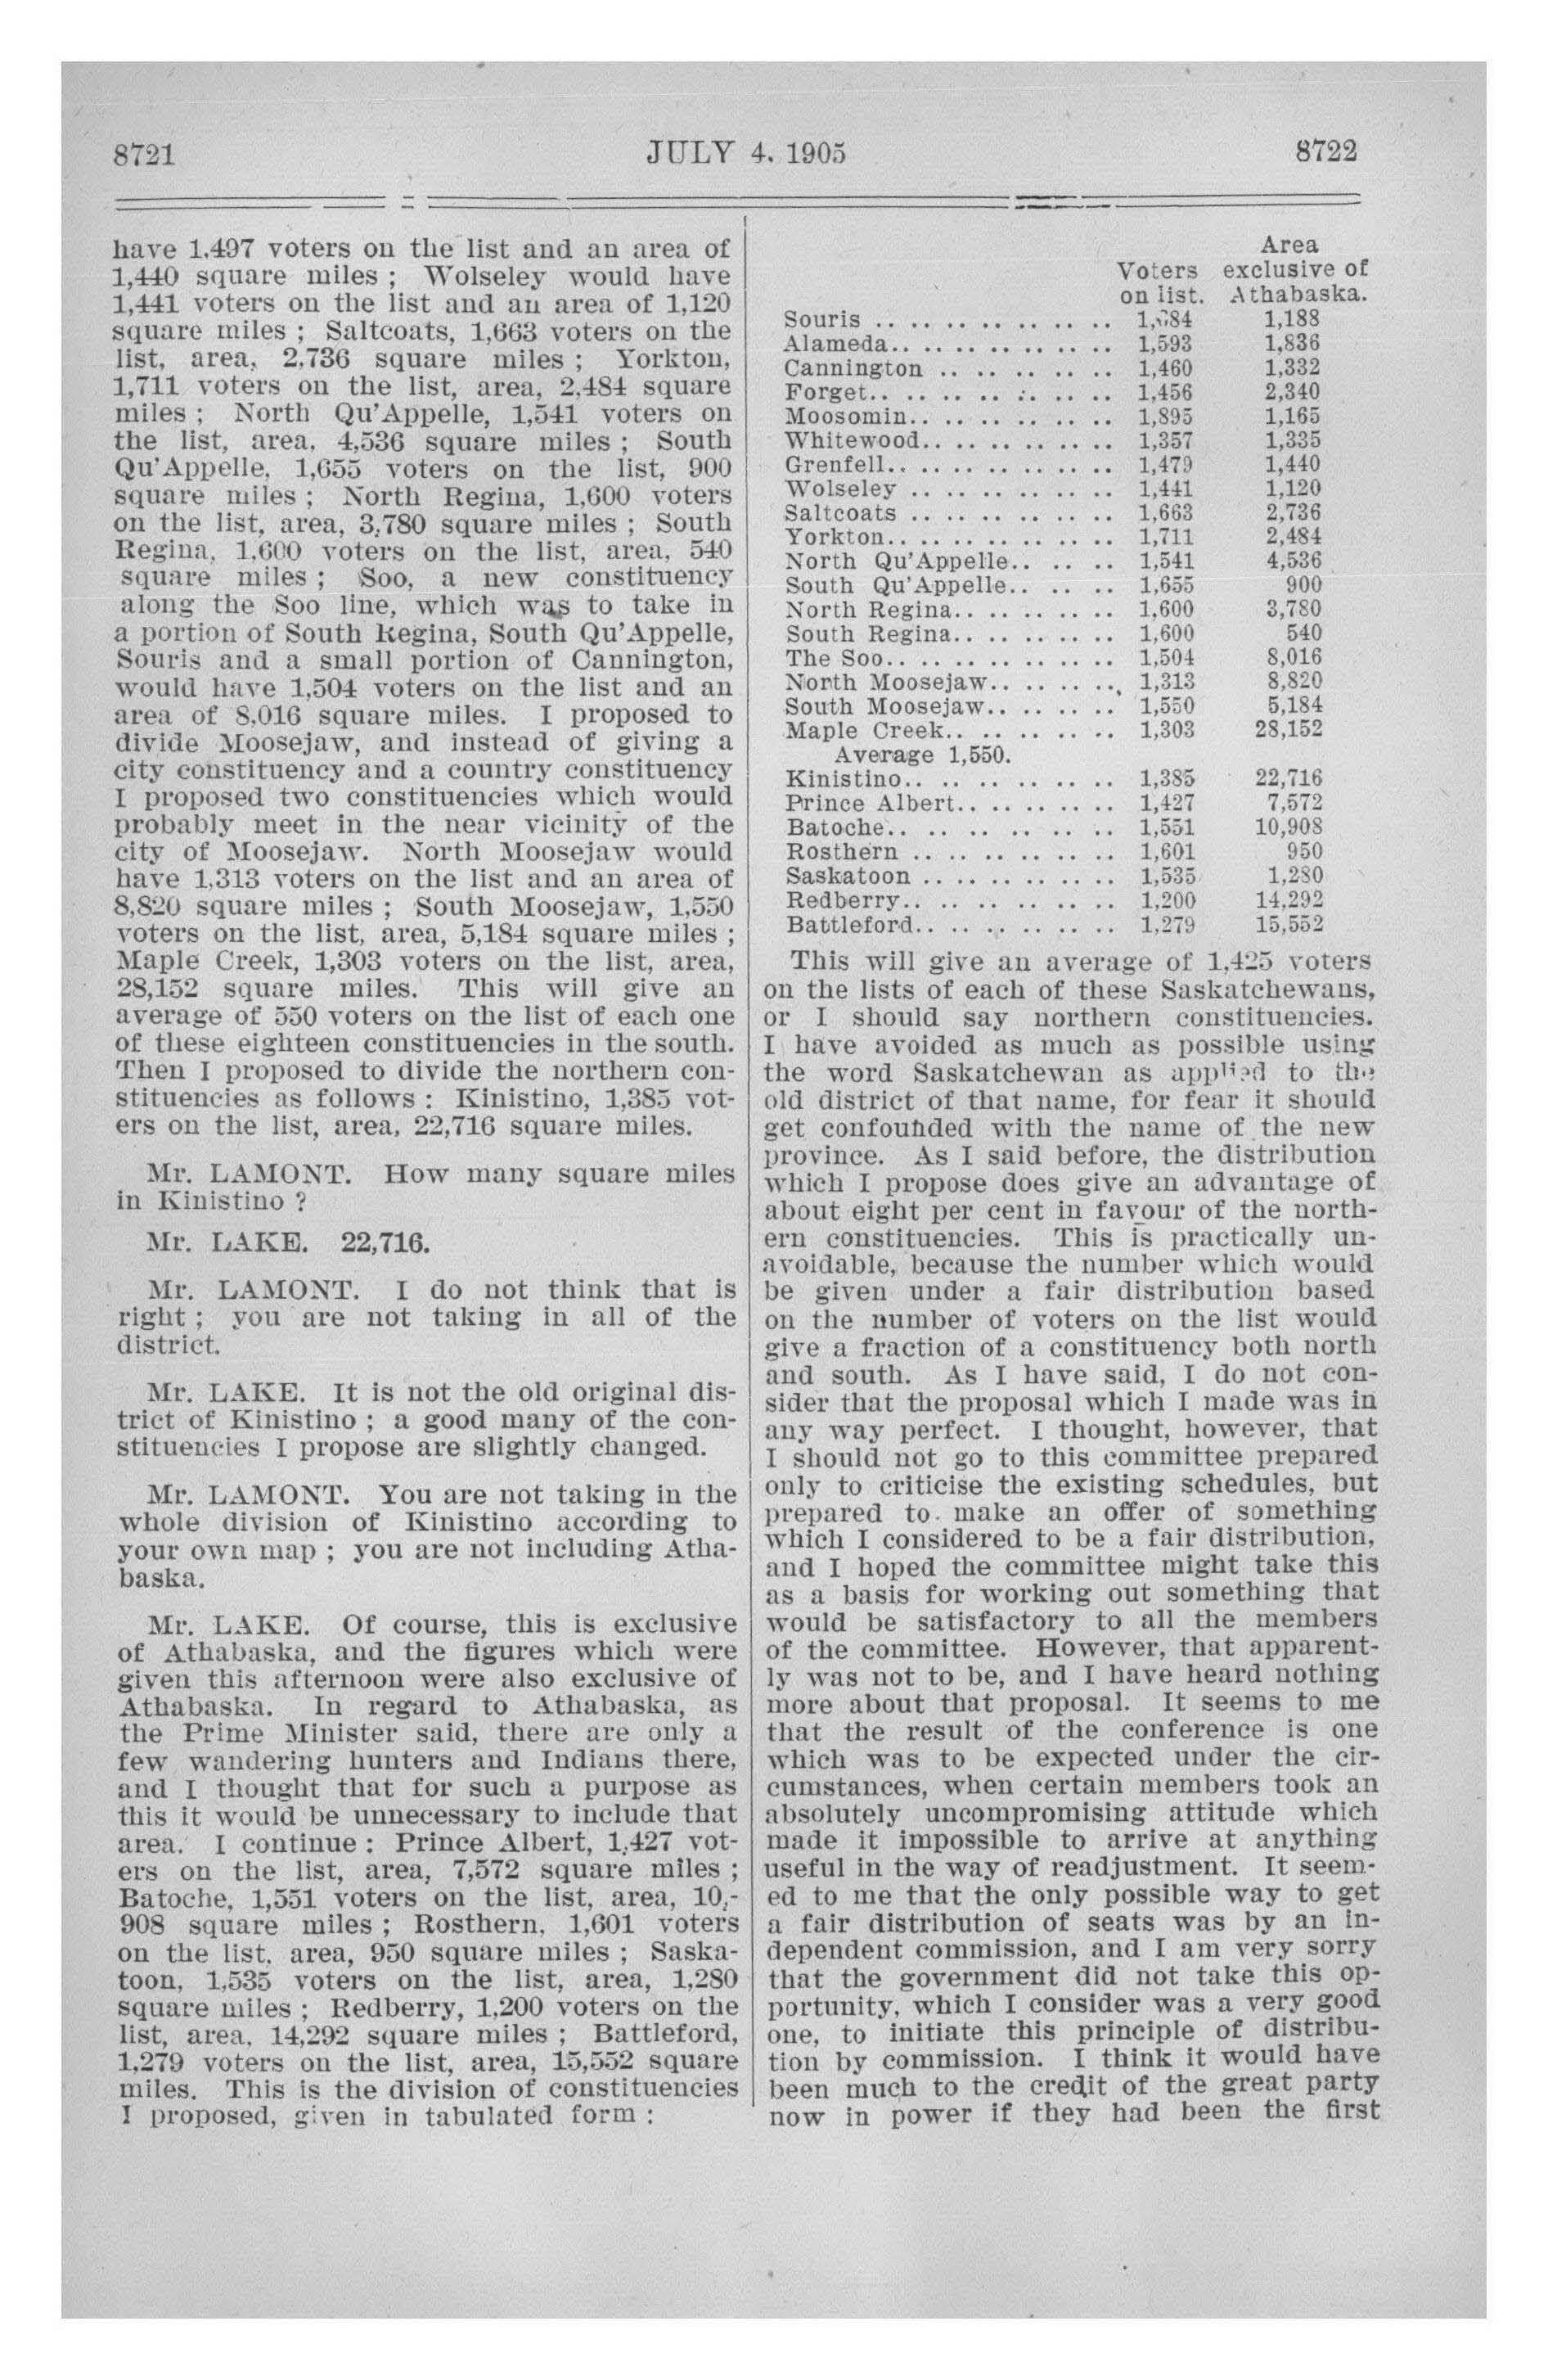 8721
JULY 4. 1905
8722
have 1,497 voters on the list and an area of
1,440 square miles ; Wolseley would have
1,441 voters on the list and an area of 1,120
square miles ; Saltcoats, 1,663 voters on the
list, area, 2,736 square miles ; Yorkton,
1,711 voters on the list, area, 2,484 square
miles ; North Qu'Appelle, 1,541 voters on
the list, area, 4,536 square miles ; South
Qu'Appelle, 1,655 voters on the list, 900
square miles ; North Regina, 1,600 voters
on the list, area, 3,780 square miles ; South
Regina, 1,600 voters on the list, area, 540
square miles ; Soo, a new constituency
along the Soo line, which was to take in
a portion of South Regina, South Qu'Appelle,
Souris and a small portion of Cannington,
would have 1,504 voters on the list and an
area of 8,016 square miles. I proposed to
divide Moosejaw, and instead of giving a
city constituency and a country constituency
I proposed two constituencies which would
probably meet in the near vicinity of the
city of Moosejaw. North Moosejaw would
have 1,313 voters on the list and an area of
8,820 square miles ; South Moosejaw, 1,550
voters on the list, area, 5,184 square miles ;
Maple Creek, 1,303 voters on the list, area,
28,152 square miles. This will give an
average of 550 voters on the list of each one
of these eighteen constituencies in the south.
Then I proposed to divide the northern con-
stituencies as follows : Kinistino, 1,385 vot-
ers on the list, area, 22,716 square miles.
Mr. LAMONT. How many square miles
in Kinistino ?
Mr. LAKE. 22,716.
Mr. LAMONT. I do not think that is
right ; you are not taking in all of the
district.
Mr. LAKE. It is not the old original dis-
trict of Kinistino ; a good many of the con-
stituencies I propose are slightly changed.
Mr. LAMONT. You are not taking in the
whole division of Kinistino according to
your own map ; you are not including Atha-
baska.
Mr. LAKE. Of course, this is exclusive
of Athabaska, and the figures which were
given this afternoon were also exclusive of
Athabaska. In regard to Athabaska, as
the Prime Minister said, there are only a
few wandering hunters and Indians there,
and I thought that for such a purpose as
this it would be unnecessary to include that
area. I continue : Prince Albert, 1,427 vot-
ers on the list, area, 7,572 square miles ;
Batoche, 1,551 voters on the list, area, 10,-
908 square miles ; Rosthern, 1,601 voters
on the list, area, 950 square miles ; Saska-
toon, 1,535 voters on the list, area, 1,280
square miles ; Redberry, 1,200 voters on the
list, area, 14,292 square miles ; Battleford,
1,279 voters on the list, area, 15,552 square
miles. This is the division of constituencies
I proposed, given in tabulated form :
Area
Voters exclusive of
on list. Athabaska.
Souris .. .. .. .. .. .. .. 1,188
Alameda.. .. .. .. .. .. .. 1,593 1,836
Cannington .. .. .. .. .. 1,460 1,332
Forget.. .. .. .. .. .. .. 1,456 2,340
Moosomin.. .. .. .. .. .. 1,895 1,165
Whitewood.. .. .. .. .. .. 1,357 1,335
Grenfell.. .. .. .. .. .. .. 1,479 1,440
Wolseley .. .. .. .. .. .. 1,441 1,120
Saltcoats .. .. .. .. .. .. 1,663 2,736
Yorkton.. .. .. .. .. .. .. 1,711 2,484
North Qu'Appelle.. .. .. 1,541 4,536
South Qu'Appelle.. .. .. 1,655 900
North Regina.. .. .. .. .. 1,600 3,780
South Regina.. .. .. .. .. 1,600 540
The Soo.. .. .. .. .. .. .. 1,504 8,016
North Moosejaw.. .. .. .. 1,313 8,820
South Moosejaw.. .. .. .. 1,550 5,184
Maple Creek.. .. .. .. .. 1,303 28,152
Average 1,550.
Kinistino.. .. .. .. .. .. 1,385 22,716
Prince Albert.. .. .. .. .. 1,427 7,572
Batoche.. .. .. .. .. .. .. 1,551 10,908
Rosthern .. .. .. .. .. .. 1,601 950
Saskatoon .. .. .. .. .. .. 1,535 1,280
Redberry.. .. .. .. .. .. 1,200 14,292
Battleford.. .. .. .. .. .. 1,279 15,552
This will give an average of 1,425 voters
on the lists of each of these Saskatchewans,
or I should say northern constituencies.
I have avoided as much as possible using
the word Saskatchewan as applied to the
old district of that name, for fear it should
get confounded with the name of the new
province. As I said before, the distribution
which I propose does give an advantage of
about eight per cent in favour of the north-
ern constituencies. This is practically un-
avoidable, because the number which would
be given under a fair distribution based
on the number of voters on the list would
give a fraction of a constituency both north
and south. As I have said, I do not con-
sider that the proposal which I made was in
any way perfect. I thought, however, that
I should not go to this committee prepared
only to criticise the existing schedules, but
prepared to make an offer of something
which I considered to be a fair distribution,
and I hoped the committee might take this
as a basis for working out something that
would be satisfactory to all the members
of the committee. However, that apparent-
ly was not to be, and I have heard nothing
more about that proposal. It seems to me
that the result of the conference is one
which was to be expected under the cir-
cumstances, when certain members took an
absolutely uncompromising attitude which
made it impossible to arrive at anything
useful in the way of readjustment. It seem-
ed to me that the only possible way to get
a fair distribution of seats was by an in-
dependent commission, and I am very sorry
that the government did not take this op-
portunity, which I consider was a very good
one, to initiate this principle of distribu-
tion by commission. I think it would have
been much to the credit of the great party
now in power if they had been the first